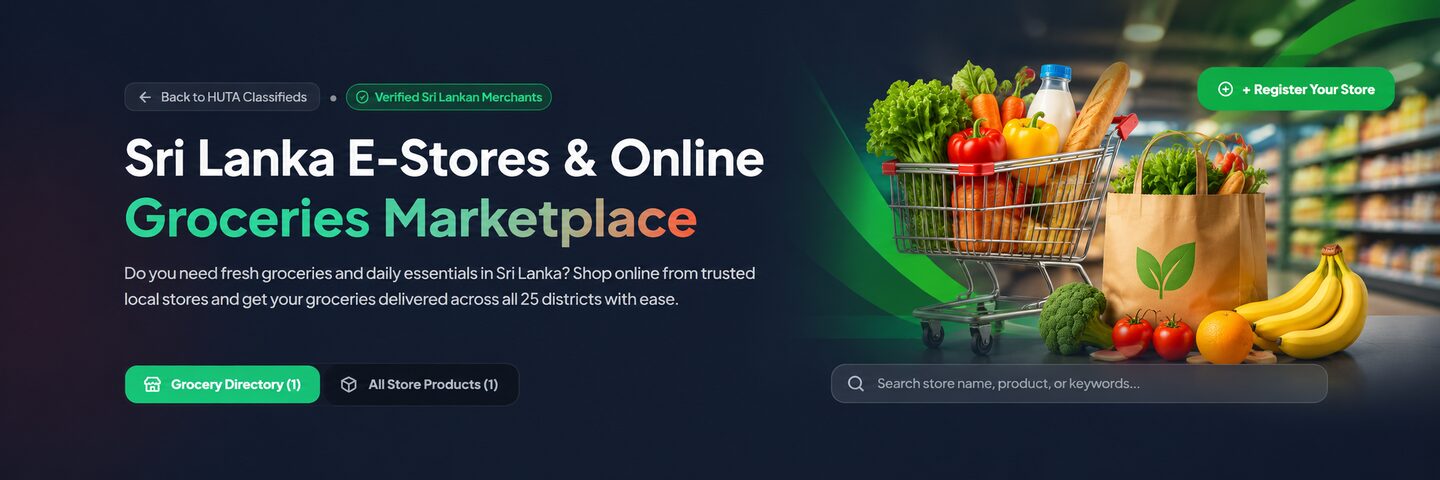 Back to HUTA Classifieds
Verified Sri Lankan Merchants
+ Register Your Store
Sri Lanka E-Stores & Online
Groceries Marketplace
Do you need fresh groceries and daily essentials in Sri Lanka? Shop online from trusted
local stores and get your groceries delivered across all 25 districts with ease.
Grocery Directory (1)
All Store Products (1)
Search store name, product, or keywords...